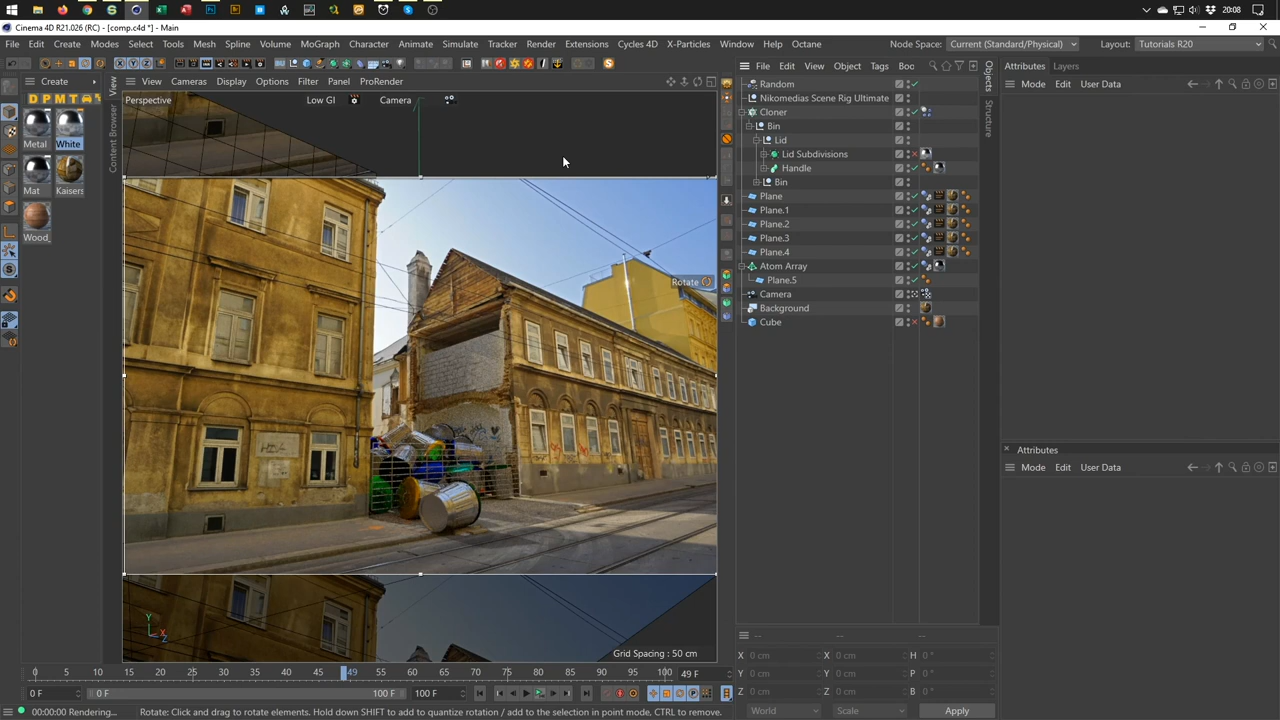 20:08
Cinema 4D R21.026 (RC) - [comp.c4d *] - Main
File Edit Create Modes Select Tools Mesh Spline Volume MoGraph Character Animate Simulate Tracker Render Extensions Cycles 4D X-Particles Window Help Octane
Node Space: Current (Standard/Physical) Layout: Tutorials R20
Create View Cameras Display Options Filter Panel ProRender File Edit View Object Tags Boc Attributes Layers
Mode Edit User Data
Perspective Low GI Camera
View
Content Browser
Objects
Structure
Metal White
Mat Kaisers
Wood_
Random
Nikomedias Scene Rig Ultimate
Cloner
Bin
Lid
Lid Subdivisions
Handle
Bin
Plane
Plane.1
Plane.2
Plane.3
Plane.4
Atom Array
Plane.5
Camera
Background
Cube
Rotate
Attributes
Mode Edit User Data
Y
X
Z
Grid Spacing : 50 cm
0 5 10 15 20 25 30 35 40 45 49 55 60 65 70 75 80 85 90 95 100 49 F
0 F 0 F 100 F 100 F
-- -- --
X 0 cm X 0 cm H 0 °
Y 0 cm Y 0 cm P 0 °
Z 0 cm Z 0 cm B 0 °
World Scale Apply
00:00:00 Rendering... Rotate: Click and drag to rotate elements. Hold down SHIFT to add to quantize rotation / add to the selection in point mode, CTRL to remove.